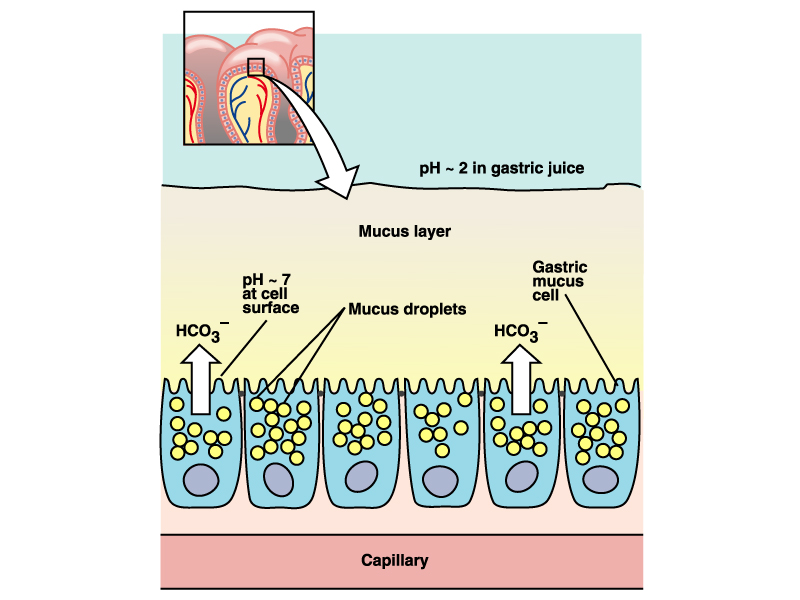 pH ~ 2 in gastric juice
Mucus layer
Gastric
mucus
cell
pH ~ 7
at cell
surface
Mucus droplets
HCO₃⁻
HCO₃⁻
Capillary